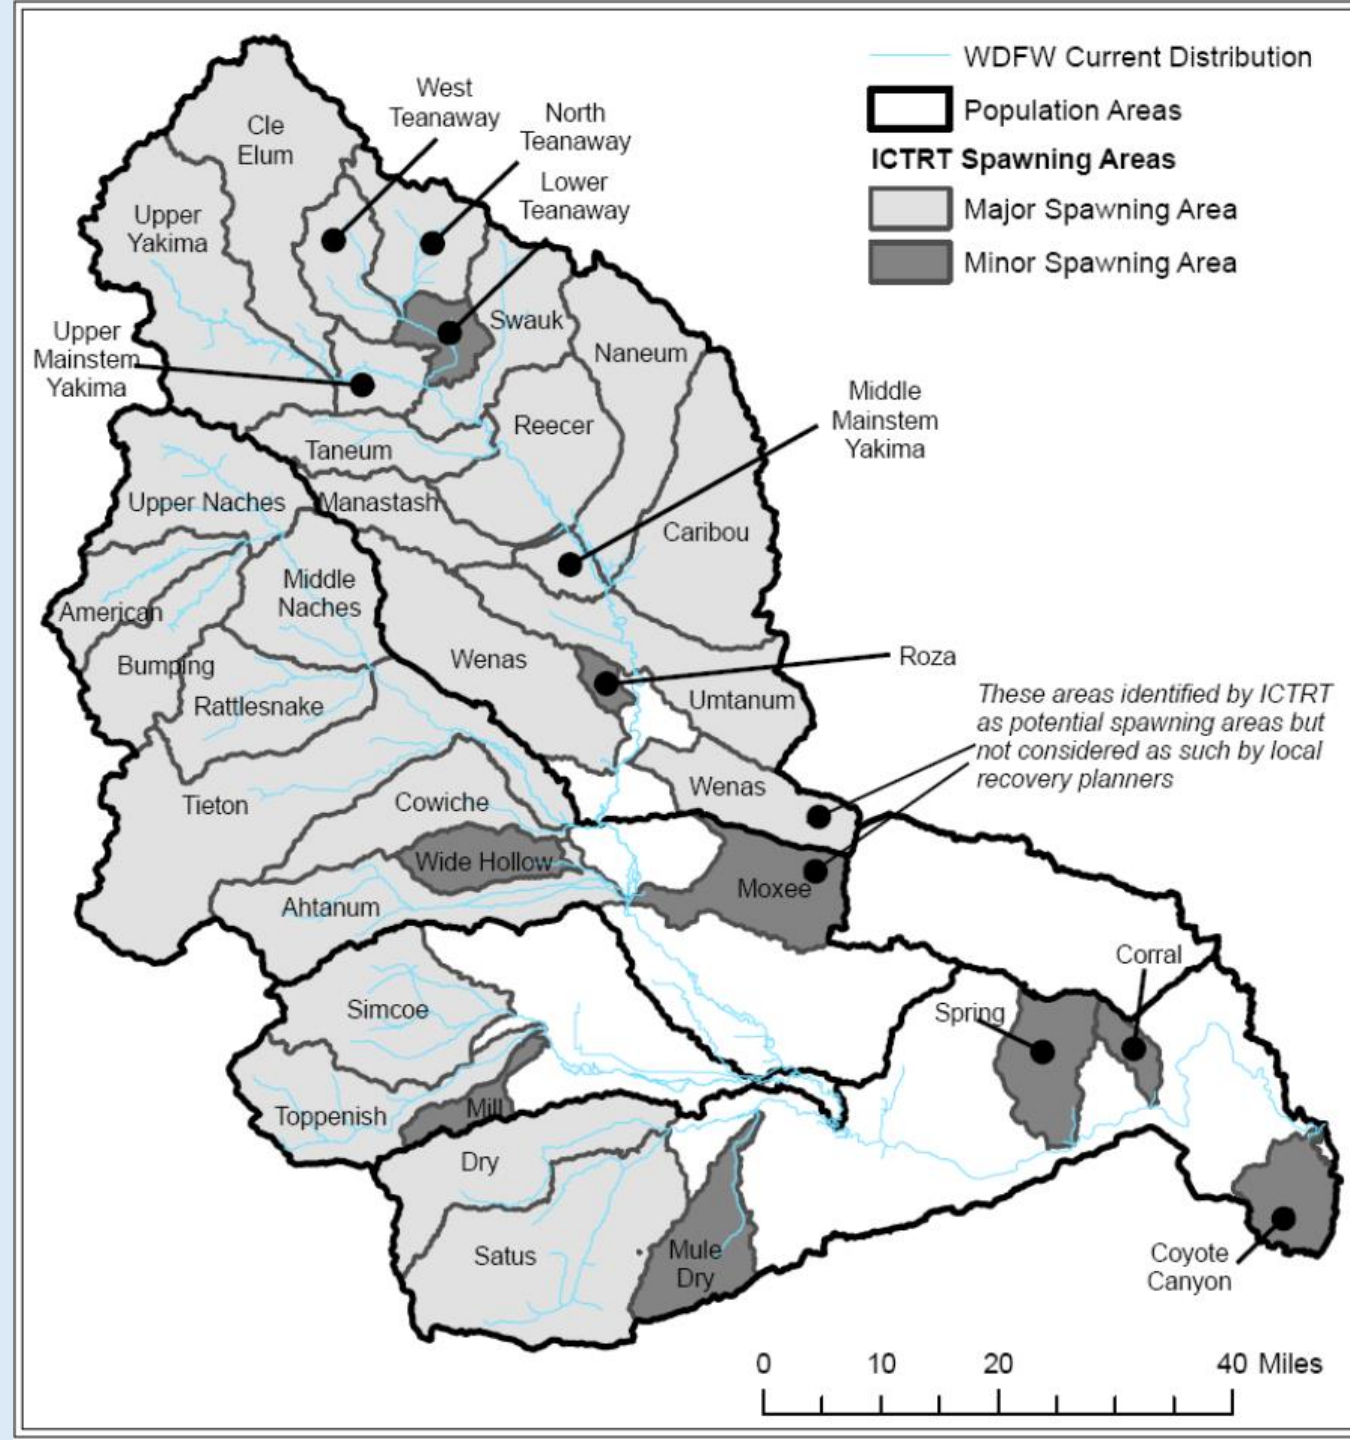 WDFW Current Distribution
Population Areas
ICTRT Spawning Areas
Major Spawning Area
Minor Spawning Area
West
Teanaway
North
Teanaway
Lower
Teanaway
Cle
Elum
Upper
Yakima
Swauk
Naneum
Upper
Mainstem
Yakima
Middle
Mainstem
Yakima
Reecer
Taneum
Upper Naches
Manastash
Caribou
Middle
Naches
American
Bumping
Wenas
Roza
Rattlesnake
Umtanum
These areas identified by ICTRT
as potential spawning areas but
not considered as such by local
recovery planners
Wenas
Tieton
Cowiche
Wide Hollow
Moxee
Ahtanum
Corral
Simcoe
Spring
Toppenish
Mill
Dry
Satus
Mule
Dry
Coyote
Canyon
0 10 20 40 Miles